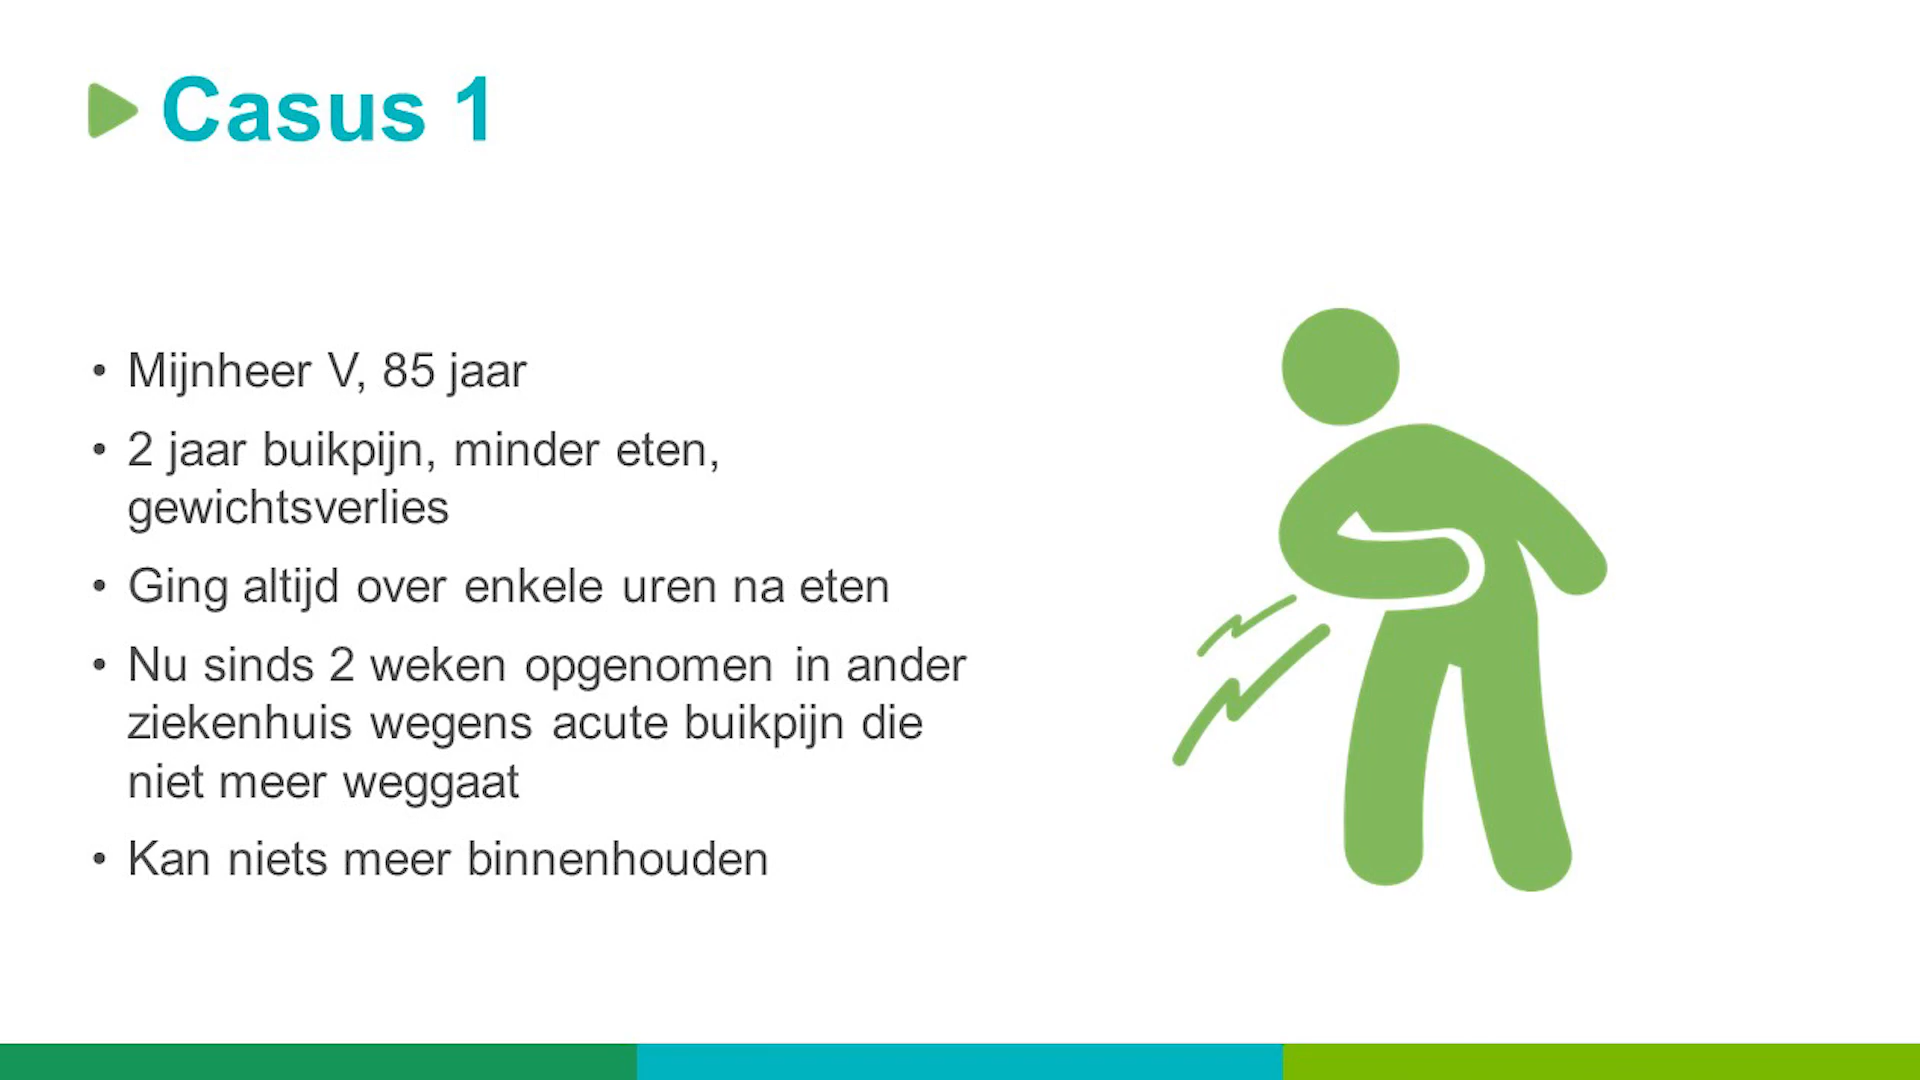 Casus 1
• Mijnheer V, 85 jaar
• 2 jaar buikpijn, minder eten,
gewichtsverlies
• Ging altijd over enkele uren na eten
• Nu sinds 2 weken opgenomen in ander
ziekenhuis wegens acute buikpijn die
niet meer weggaat
• Kan niets meer binnenhouden